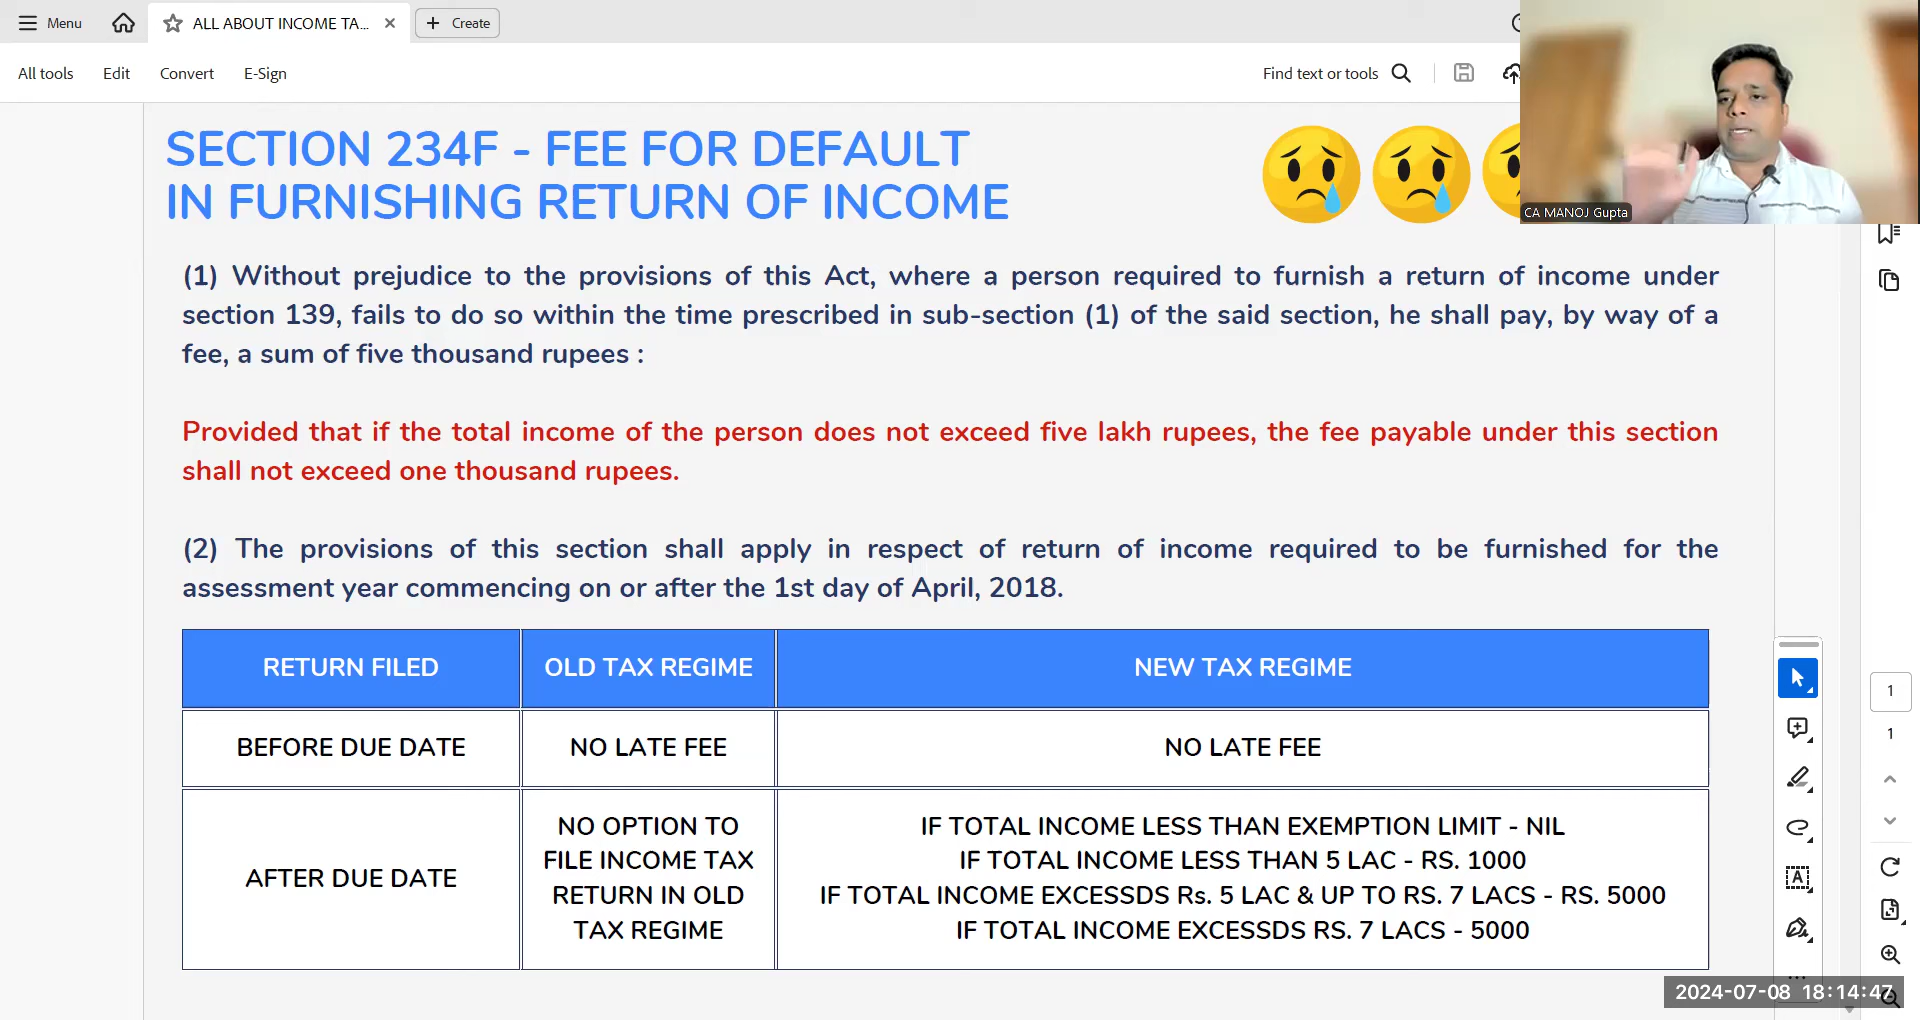 Menu
ALL ABOUT INCOME TA...
Create
All tools
Edit
Convert
E-Sign
Find text or tools
CA MANOJ Gupta
SECTION 234F - FEE FOR DEFAULT
IN FURNISHING RETURN OF INCOME
(1) Without prejudice to the provisions of this Act, where a person required to furnish a return of income under
section 139, fails to do so within the time prescribed in sub-section (1) of the said section, he shall pay, by way of a
fee, a sum of five thousand rupees :
Provided that if the total income of the person does not exceed five lakh rupees, the fee payable under this section
shall not exceed one thousand rupees.
(2) The provisions of this section shall apply in respect of return of income required to be furnished for the
assessment year commencing on or after the 1st day of April, 2018.
RETURN FILED
OLD TAX REGIME
NEW TAX REGIME
BEFORE DUE DATE
NO LATE FEE
NO LATE FEE
AFTER DUE DATE
NO OPTION TO
FILE INCOME TAX
RETURN IN OLD
TAX REGIME
IF TOTAL INCOME LESS THAN EXEMPTION LIMIT - NIL
IF TOTAL INCOME LESS THAN 5 LAC - RS. 1000
IF TOTAL INCOME EXCESSDS Rs. 5 LAC & UP TO RS. 7 LACS - RS. 5000
IF TOTAL INCOME EXCESSDS RS. 7 LACS - 5000
1
1
2024-07-08 18:14:47